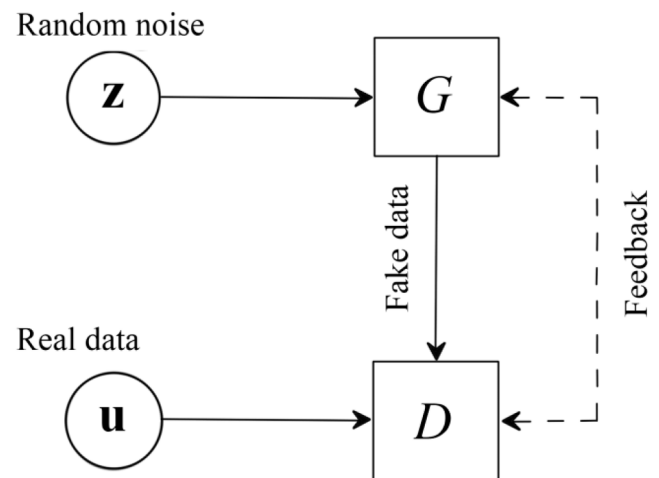 Random noise
z
G
Fake data
Feedback
Real data
u
D